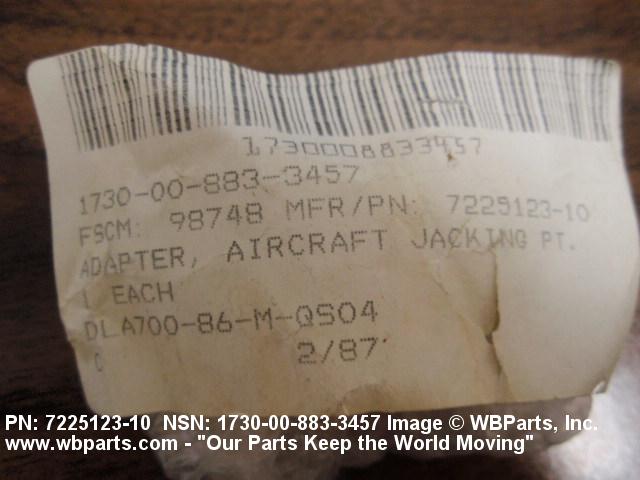 1730008833457
1730-00-883-3457
FSCM: 98748 MFR/PN: 7225123-10
ADAPTER, AIRCRAFT JACKING PT.
1 EACH
DLA700-86-M-QS04
C 2/87
PN: 7225123-10 NSN: 1730-00-883-3457 Image © WBParts, Inc.
www.wbparts.com - "Our Parts Keep the World Moving"